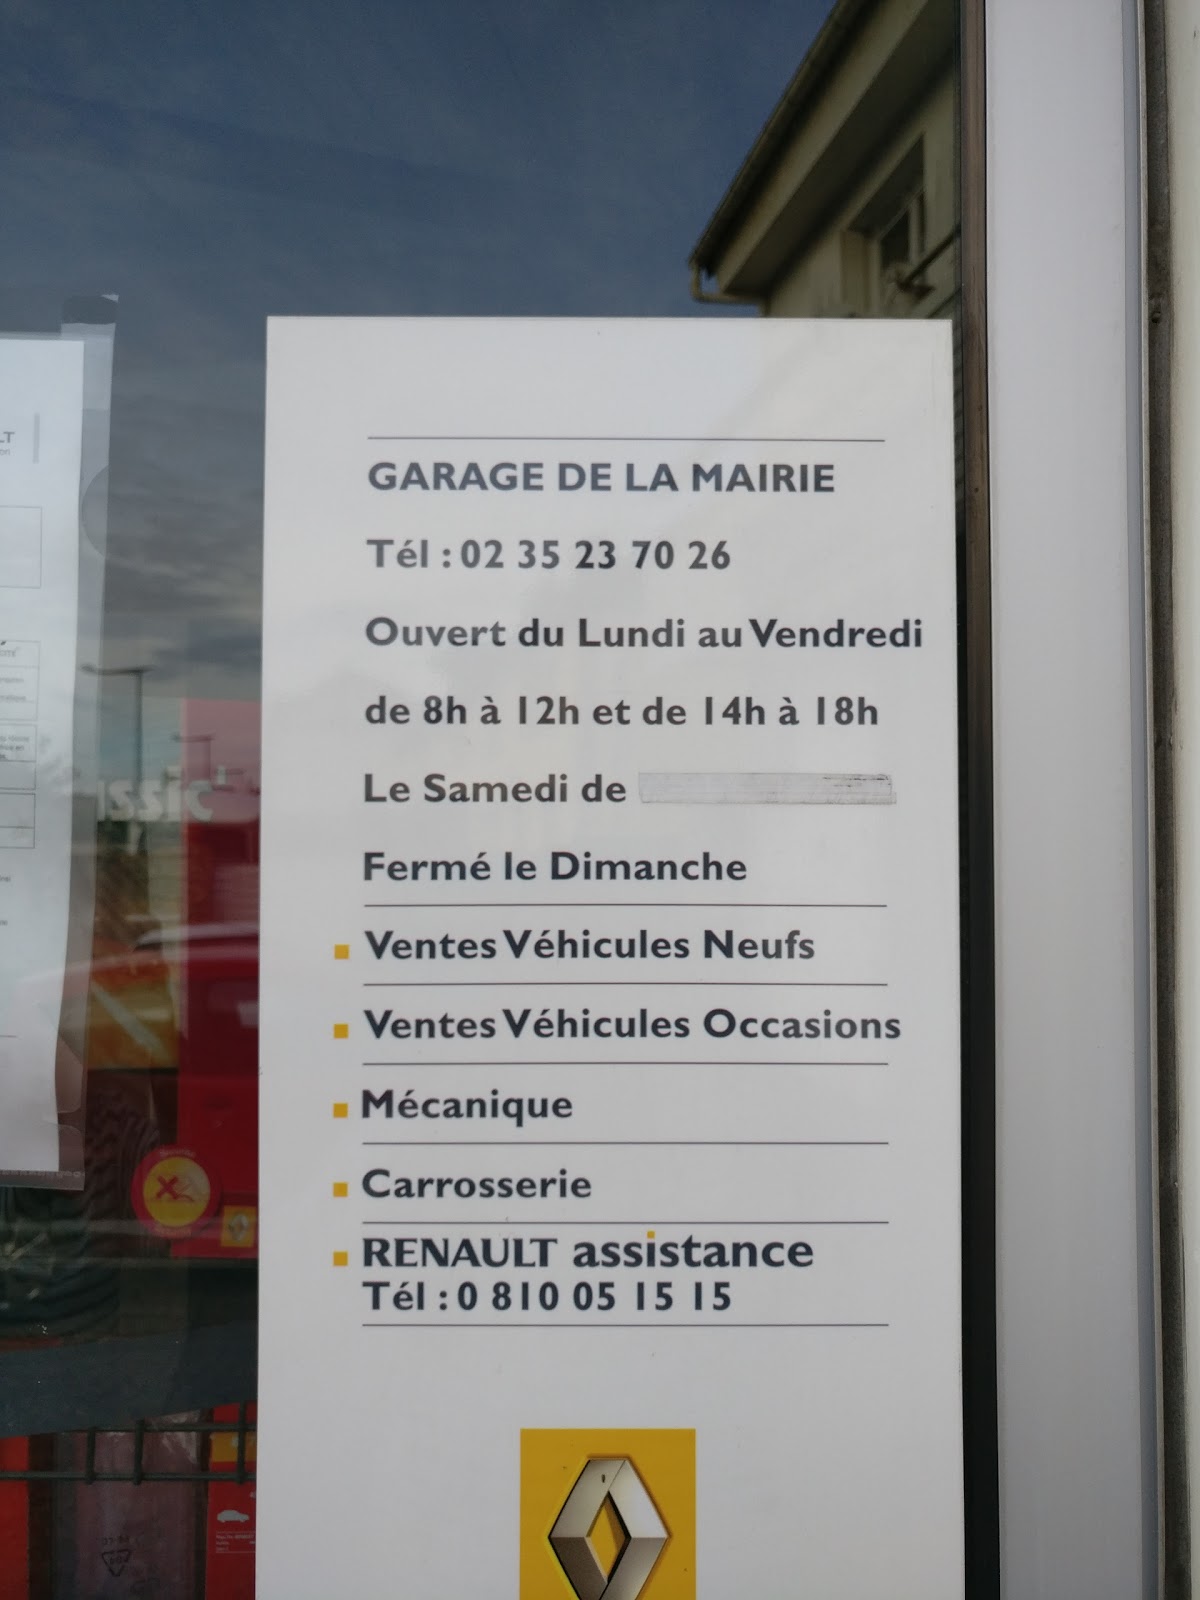 GARAGE DE LA MAIRIE
Tél : 02 35 23 70 26
Ouvert du Lundi au Vendredi
de 8h à 12h et de 14h à 18h
Le Samedi de
Fermé le Dimanche
Ventes Véhicules Neufs
Ventes Véhicules Occasions
Mécanique
Carrosserie
RENAULT assistance
Tél : 0 810 05 15 15